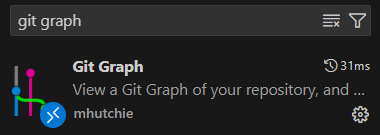 git graph
Git Graph 31ms
View a Git Graph of your repository, and ...
mhutchie